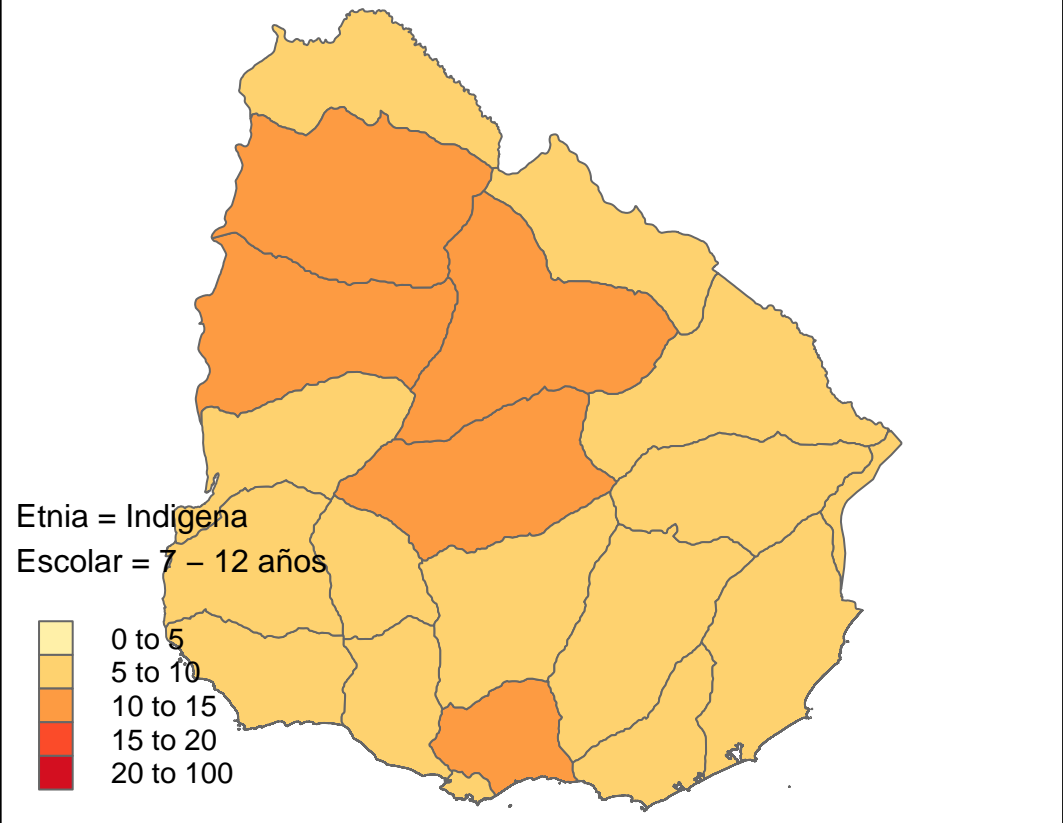 Etnia = Indigena
Escolar = 7 – 12 años
0 to 5
5 to 10
10 to 15
15 to 20
20 to 100